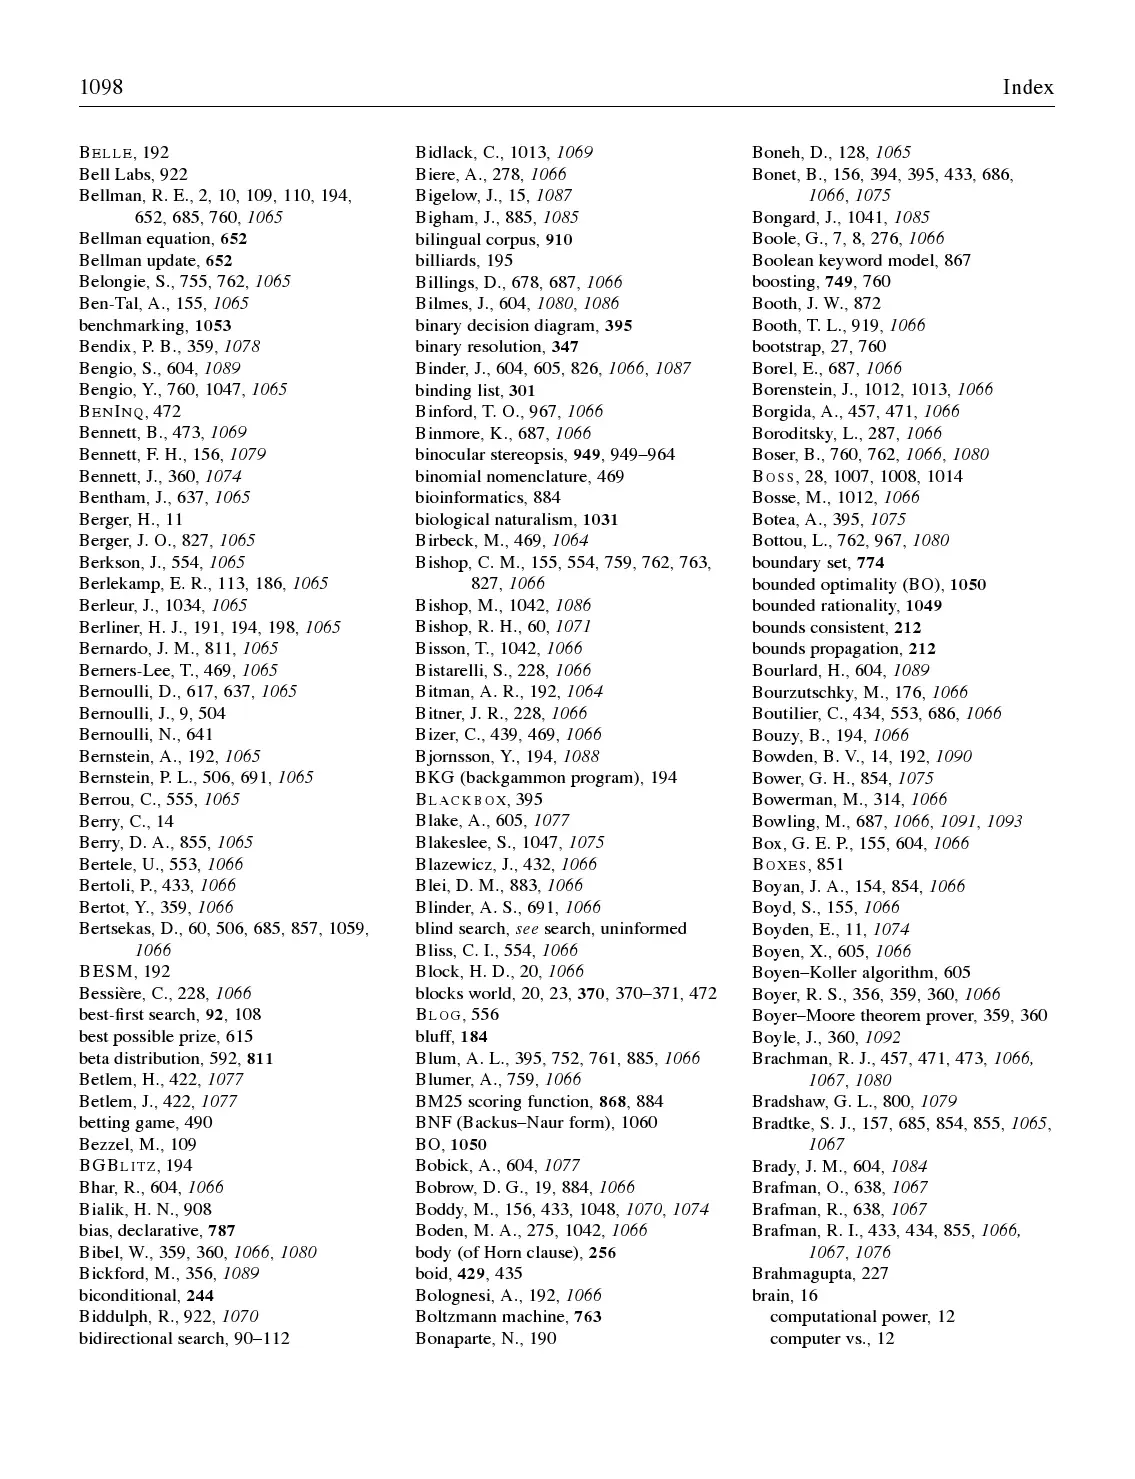 1098
Index
BELLE, 192
Bell Labs, 922
Bellman, R. E., 2, 10, 109, 110, 194,
652, 685, 760, 1065
Bellman equation, 652
Bellman update, 652
Belongie, S., 755, 762, 1065
Ben-Tal, A., 155, 1065
benchmarking, 1053
Bendix, P. B., 359, 1078
Bengio, S., 604, 1089
Bengio, Y., 760, 1047, 1065
BENINQ, 472
Bennett, B., 473, 1069
Bennett, F. H., 156, 1079
Bennett, J., 360, 1074
Bentham, J., 637, 1065
Berger, H., 11
Berger, J. O., 827, 1065
Berkson, J., 554, 1065
Berlekamp, E. R., 113, 186, 1065
Berleur, J., 1034, 1065
Berliner, H. J., 191, 194, 198, 1065
Bernardo, J. M., 811, 1065
Berners-Lee, T., 469, 1065
Bernoulli, D., 617, 637, 1065
Bernoulli, J., 9, 504
Bernoulli, N., 641
Bernstein, A., 192, 1065
Bernstein, P. L., 506, 691, 1065
Berrou, C., 555, 1065
Berry, C., 14
Berry, D. A., 855, 1065
Bertele, U., 553, 1066
Bertoli, P., 433, 1066
Bertot, Y., 359, 1066
Bertsekas, D., 60, 506, 685, 857, 1059,
1066
BESM, 192
Bessière, C., 228, 1066
best-first search, 92, 108
best possible prize, 615
beta distribution, 592, 811
Betlem, H., 422, 1077
Betlem, J., 422, 1077
betting game, 490
Bezzel, M., 109
BGBLITZ, 194
Bhar, R., 604, 1066
Bialik, H. N., 908
bias, declarative, 787
Bibel, W., 359, 360, 1066, 1080
Bickford, M., 356, 1089
biconditional, 244
Biddulph, R., 922, 1070
bidirectional search, 90–112
Bidlack, C., 1013, 1069
Biere, A., 278, 1066
Bigelow, J., 15, 1087
Bigham, J., 885, 1085
bilingual corpus, 910
billiards, 195
Billings, D., 678, 687, 1066
Bilmes, J., 604, 1080, 1086
binary decision diagram, 395
binary resolution, 347
Binder, J., 604, 605, 826, 1066, 1087
binding list, 301
Binford, T. O., 967, 1066
Binmore, K., 687, 1066
binocular stereopsis, 949, 949–964
binomial nomenclature, 469
bioinformatics, 884
biological naturalism, 1031
Birbeck, M., 469, 1064
Bishop, C. M., 155, 554, 759, 762, 763,
827, 1066
Bishop, M., 1042, 1086
Bishop, R. H., 60, 1071
Bisson, T., 1042, 1066
Bistarelli, S., 228, 1066
Bitman, A. R., 192, 1064
Bitner, J. R., 228, 1066
Bizer, C., 439, 469, 1066
Bjornsson, Y., 194, 1088
BKG (backgammon program), 194
BLACKBOX, 395
Blake, A., 605, 1077
Blakeslee, S., 1047, 1075
Blazewicz, J., 432, 1066
Blei, D. M., 883, 1066
Blinder, A. S., 691, 1066
blind search, see search, uninformed
Bliss, C. I., 554, 1066
Block, H. D., 20, 1066
blocks world, 20, 23, 370, 370–371, 472
BLOG, 556
bluff, 184
Blum, A. L., 395, 752, 761, 885, 1066
Blumer, A., 759, 1066
BM25 scoring function, 868, 884
BNF (Backus–Naur form), 1060
BO, 1050
Bobick, A., 604, 1077
Bobrow, D. G., 19, 884, 1066
Boddy, M., 156, 433, 1048, 1070, 1074
Boden, M. A., 275, 1042, 1066
body (of Horn clause), 256
boid, 429, 435
Bolognesi, A., 192, 1066
Boltzmann machine, 763
Bonaparte, N., 190
Boneh, D., 128, 1065
Bonet, B., 156, 394, 395, 433, 686,
1066, 1075
Bongard, J., 1041, 1085
Boole, G., 7, 8, 276, 1066
Boolean keyword model, 867
boosting, 749, 760
Booth, J. W., 872
Booth, T. L., 919, 1066
bootstrap, 27, 760
Borel, E., 687, 1066
Borenstein, J., 1012, 1013, 1066
Borgida, A., 457, 471, 1066
Boroditsky, L., 287, 1066
Boser, B., 760, 762, 1066, 1080
BOSS, 28, 1007, 1008, 1014
Bosse, M., 1012, 1066
Botea, A., 395, 1075
Bottou, L., 762, 967, 1080
boundary set, 774
bounded optimality (BO), 1050
bounded rationality, 1049
bounds consistent, 212
bounds propagation, 212
Bourlard, H., 604, 1089
Bourzutschky, M., 176, 1066
Boutilier, C., 434, 553, 686, 1066
Bouzy, B., 194, 1066
Bowden, B. V., 14, 192, 1090
Bower, G. H., 854, 1075
Bowerman, M., 314, 1066
Bowling, M., 687, 1066, 1091, 1093
Box, G. E. P., 155, 604, 1066
BOXES, 851
Boyan, J. A., 154, 854, 1066
Boyd, S., 155, 1066
Boyden, E., 11, 1074
Boyen, X., 605, 1066
Boyen–Koller algorithm, 605
Boyer, R. S., 356, 359, 360, 1066
Boyer–Moore theorem prover, 359, 360
Boyle, J., 360, 1092
Brachman, R. J., 457, 471, 473, 1066,
1067, 1080
Bradshaw, G. L., 800, 1079
Bradtke, S. J., 157, 685, 854, 855, 1065,
1067
Brady, J. M., 604, 1084
Brafman, O., 638, 1067
Brafman, R., 638, 1067
Brafman, R. I., 433, 434, 855, 1066,
1067, 1076
Brahmagupta, 227
brain, 16
computational power, 12
computer vs., 12